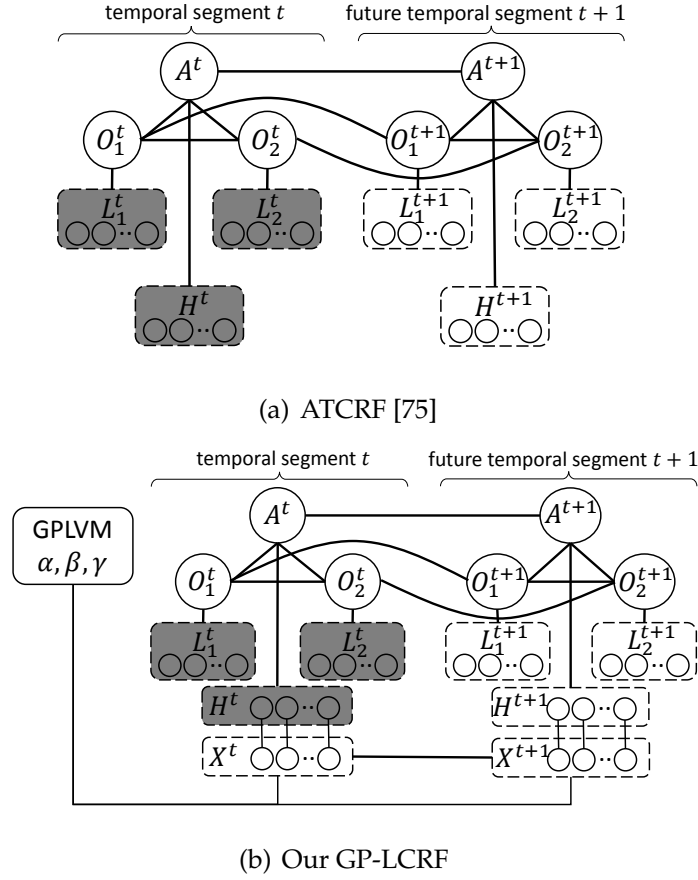 temporal segment t future temporal segment t + 1
A^t A^{t+1}
O_1^t O_2^t O_1^{t+1} O_2^{t+1}
L_1^t L_2^t L_1^{t+1} L_2^{t+1}
H^t H^{t+1}
(a) ATCRF [75]
temporal segment t future temporal segment t + 1
A^t A^{t+1}
GPLVM
α, β, γ
O_1^t O_2^t O_1^{t+1} O_2^{t+1}
L_1^t L_2^t L_1^{t+1} L_2^{t+1}
H^t H^{t+1}
X^t X^{t+1}
(b) Our GP-LCRF